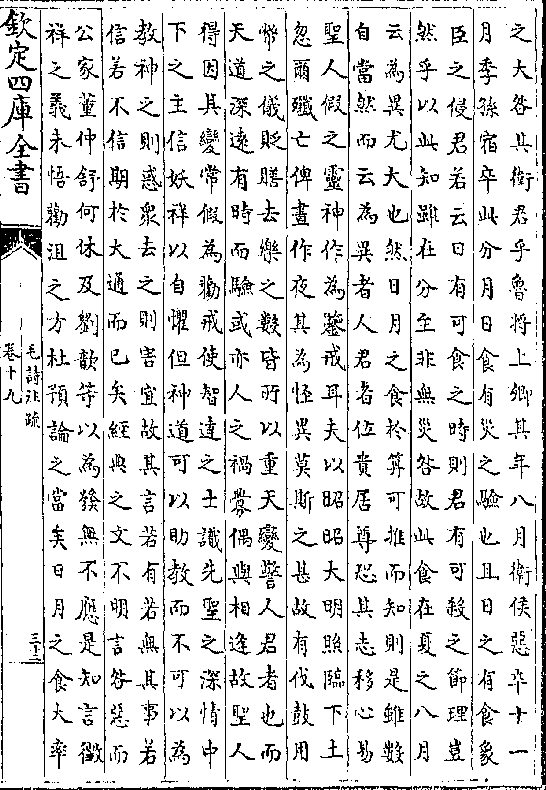 之大咎其衛君乎魯將上卿其年八月衛侯惡卒十一
月季孫宿卒此分月日食有災之驗也且日之有食象
臣之侵君若云日有可食之時則君有可殺之節理豈
然乎以此知雖在分至非無災咎故此食在夏之八月
云為異尤大也然日月之食於筭可推而知則是雖數
自當然而云為異者人君者位貴居尊恐其志移心易
聖人假之靈神作為鑒戒耳夫以昭昭大明照臨下土
忽爾殲亡俾晝作夜其為怪異莫斯之甚故有伐鼓用
幣之儀貶膳去樂之數皆所以重天變警人君者也而
天道深遠有時而驗或亦人之禍釁偶與相逢故聖人
得因其變常假為勸戒使智達之士識先聖之深情中
下之主信妖祥以自懼但神道可以助教而不可以為
教神之則惑衆去之則害宜故其言若有若無其事若
信若不信期於大通而已矣經典之文不明言咎惡而
公家董仲舒何休及劉歆等以為發無不應是知言徵
祥之義未悟勸沮之方杜預論之當矣日月之食大率
欽定四庫全書
毛詩注疏
卷十九
三十三